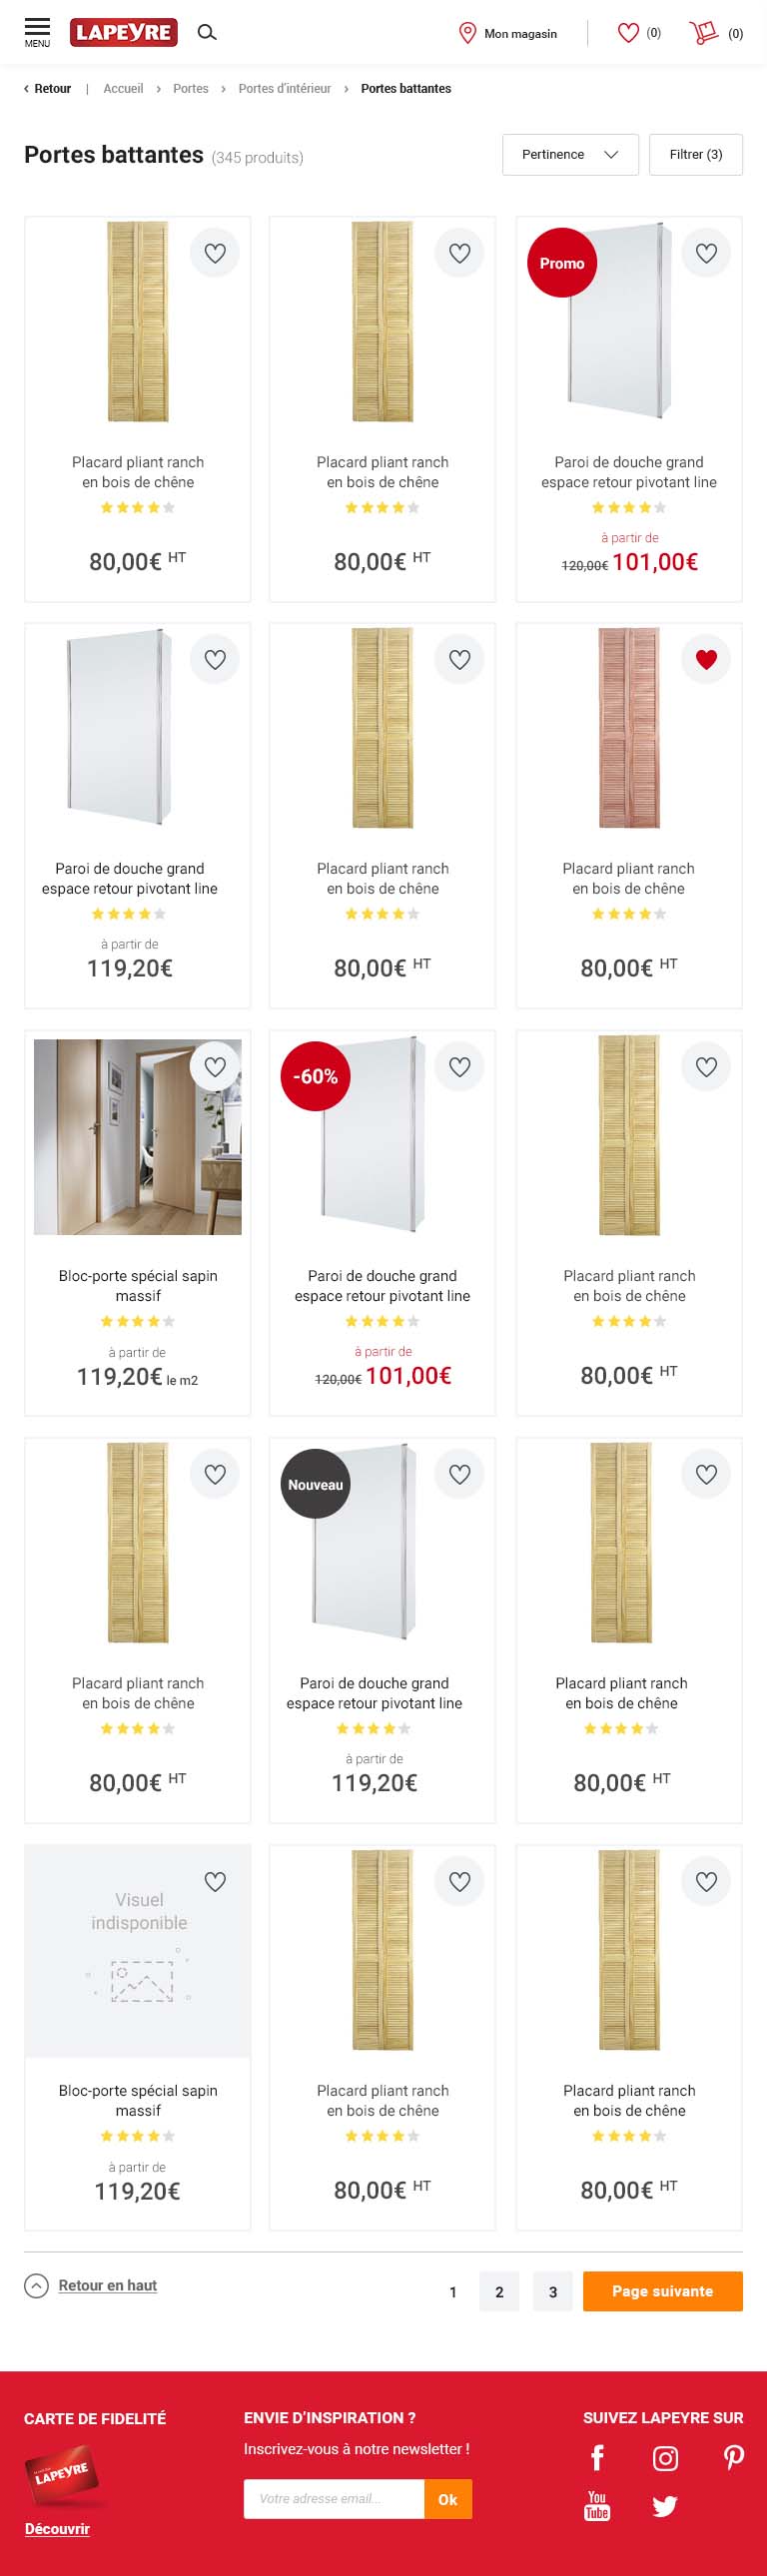 MENU
LAPEYRE
Mon magasin
(0)
(0)
‹ Retour | Accueil › Portes › Portes d'intérieur › Portes battantes
Portes battantes (345 produits)
Pertinence
Filtrer (3)
Placard pliant ranch
en bois de chêne
80,00€ HT
Placard pliant ranch
en bois de chêne
80,00€ HT
Promo
Paroi de douche grand
espace retour pivotant line
à partir de
120,00€ 101,00€
Paroi de douche grand
espace retour pivotant line
à partir de
119,20€
Placard pliant ranch
en bois de chêne
80,00€ HT
Placard pliant ranch
en bois de chêne
80,00€ HT
Bloc-porte spécial sapin
massif
à partir de
119,20€ le m2
-60%
Paroi de douche grand
espace retour pivotant line
à partir de
120,00€ 101,00€
Placard pliant ranch
en bois de chêne
80,00€ HT
Placard pliant ranch
en bois de chêne
80,00€ HT
Nouveau
Paroi de douche grand
espace retour pivotant line
à partir de
119,20€
Placard pliant ranch
en bois de chêne
80,00€ HT
Visuel
indisponible
Bloc-porte spécial sapin
massif
à partir de
119,20€
Placard pliant ranch
en bois de chêne
80,00€ HT
Placard pliant ranch
en bois de chêne
80,00€ HT
Retour en haut
1 2 3 Page suivante
CARTE DE FIDELITÉ
LAPEYRE
Découvrir
ENVIE D'INSPIRATION ?
Inscrivez-vous à notre newsletter !
Votre adresse email...
Ok
SUIVEZ LAPEYRE SUR
You
Tube